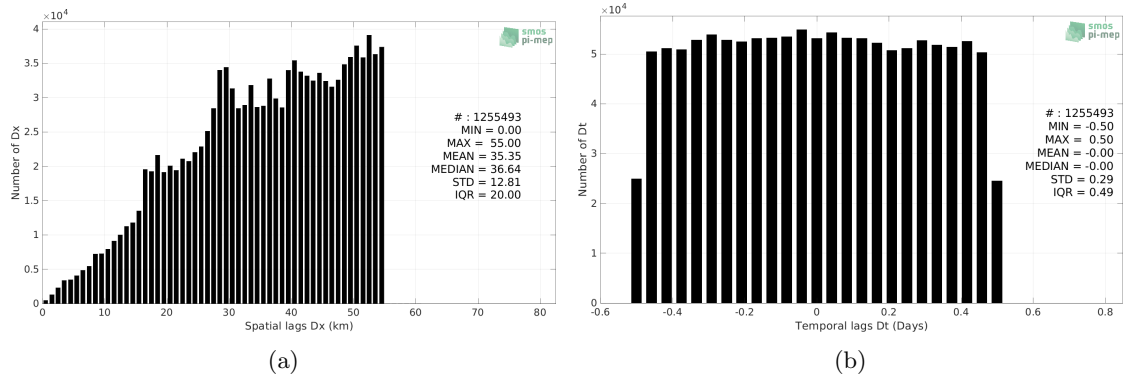 ×10⁴
4
3.5
3
2.5
2
1.5
1
0.5
0
Number of Dx
0 10 20 30 40 50 60 70 80
Spatial lags Dx (km)
smos
pi-mep
# : 1255493
MIN = 0.00
MAX = 55.00
MEAN = 35.35
MEDIAN = 36.64
STD = 12.81
IQR = 20.00
(a)
×10⁴
5
4
3
2
1
0
Number of Dt
-0.6 -0.4 -0.2 0 0.2 0.4 0.6 0.8
Temporal lags Dt (Days)
smos
pi-mep
# : 1255493
MIN = -0.50
MAX = 0.50
MEAN = -0.00
MEDIAN = -0.00
STD = 0.29
IQR = 0.49
(b)